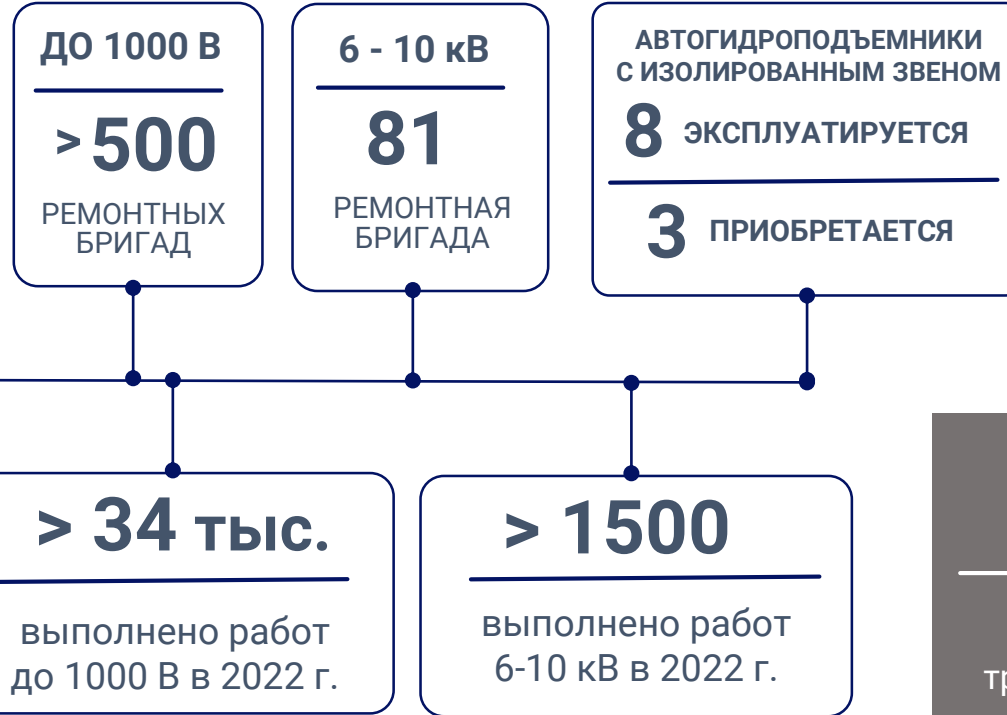 ДО 1000 В
>500
РЕМОНТНЫХ
БРИГАД
6 - 10 кВ
81
РЕМОНТНАЯ
БРИГАДА
АВТОГИДРОПОДЪЕМНИКИ
С ИЗОЛИРОВАННЫМ ЗВЕНОМ
8 ЭКСПЛУАТИРУЕТСЯ
3 ПРИОБРЕТАЕТСЯ
> 34 тыс.
выполнено работ
до 1000 В в 2022 г.
> 1500
выполнено работ
6-10 кВ в 2022 г.